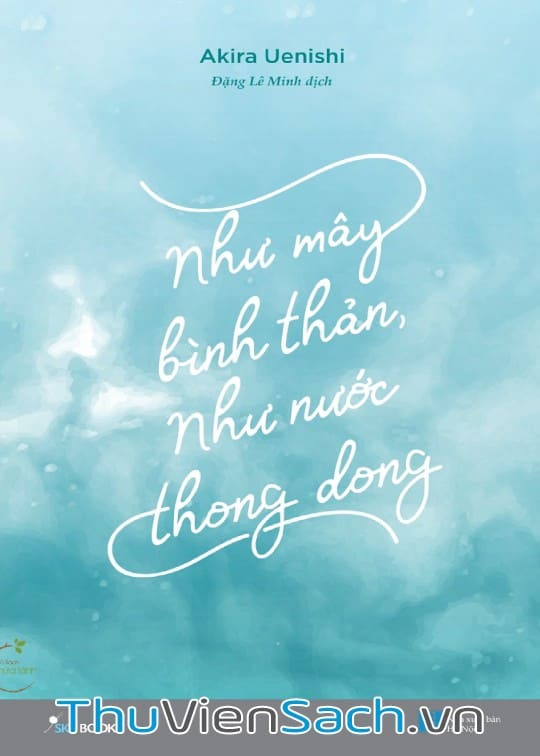 Akira Uenishi
Đặng Lê Minh dịch
Như mây
bình thản,
Như nước
thong dong
ThuVienSach.vn